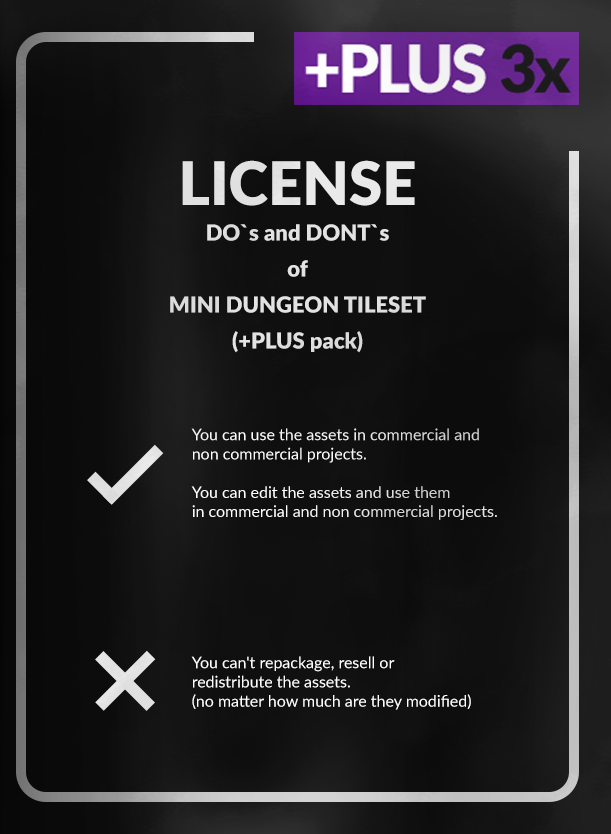 +PLUS 3x
LICENSE
DO`s and DONT`s
of
MINI DUNGEON TILESET
(+PLUS pack)
You can use the assets in commercial and
non commercial projects.
You can edit the assets and use them
in commercial and non commercial projects.
You can't repackage, resell or
redistribute the assets.
(no matter how much are they modified)